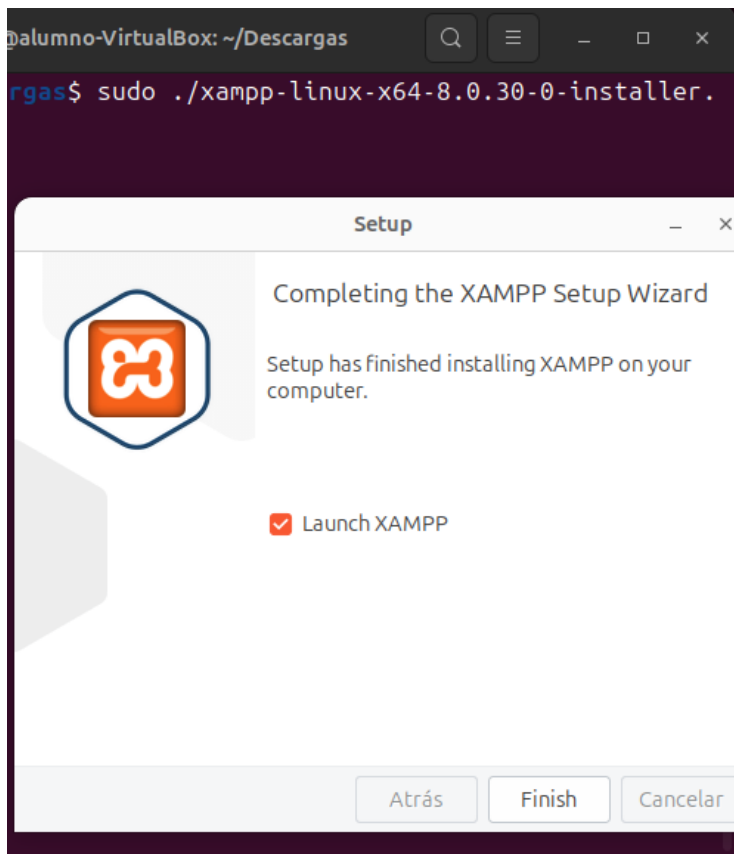 @alumno-VirtualBox: ~/Descargas
rgas$ sudo ./xampp-linux-x64-8.0.30-0-installer.
Setup
Completing the XAMPP Setup Wizard
Setup has finished installing XAMPP on your
computer.
Launch XAMPP
Atrás Finish Cancelar